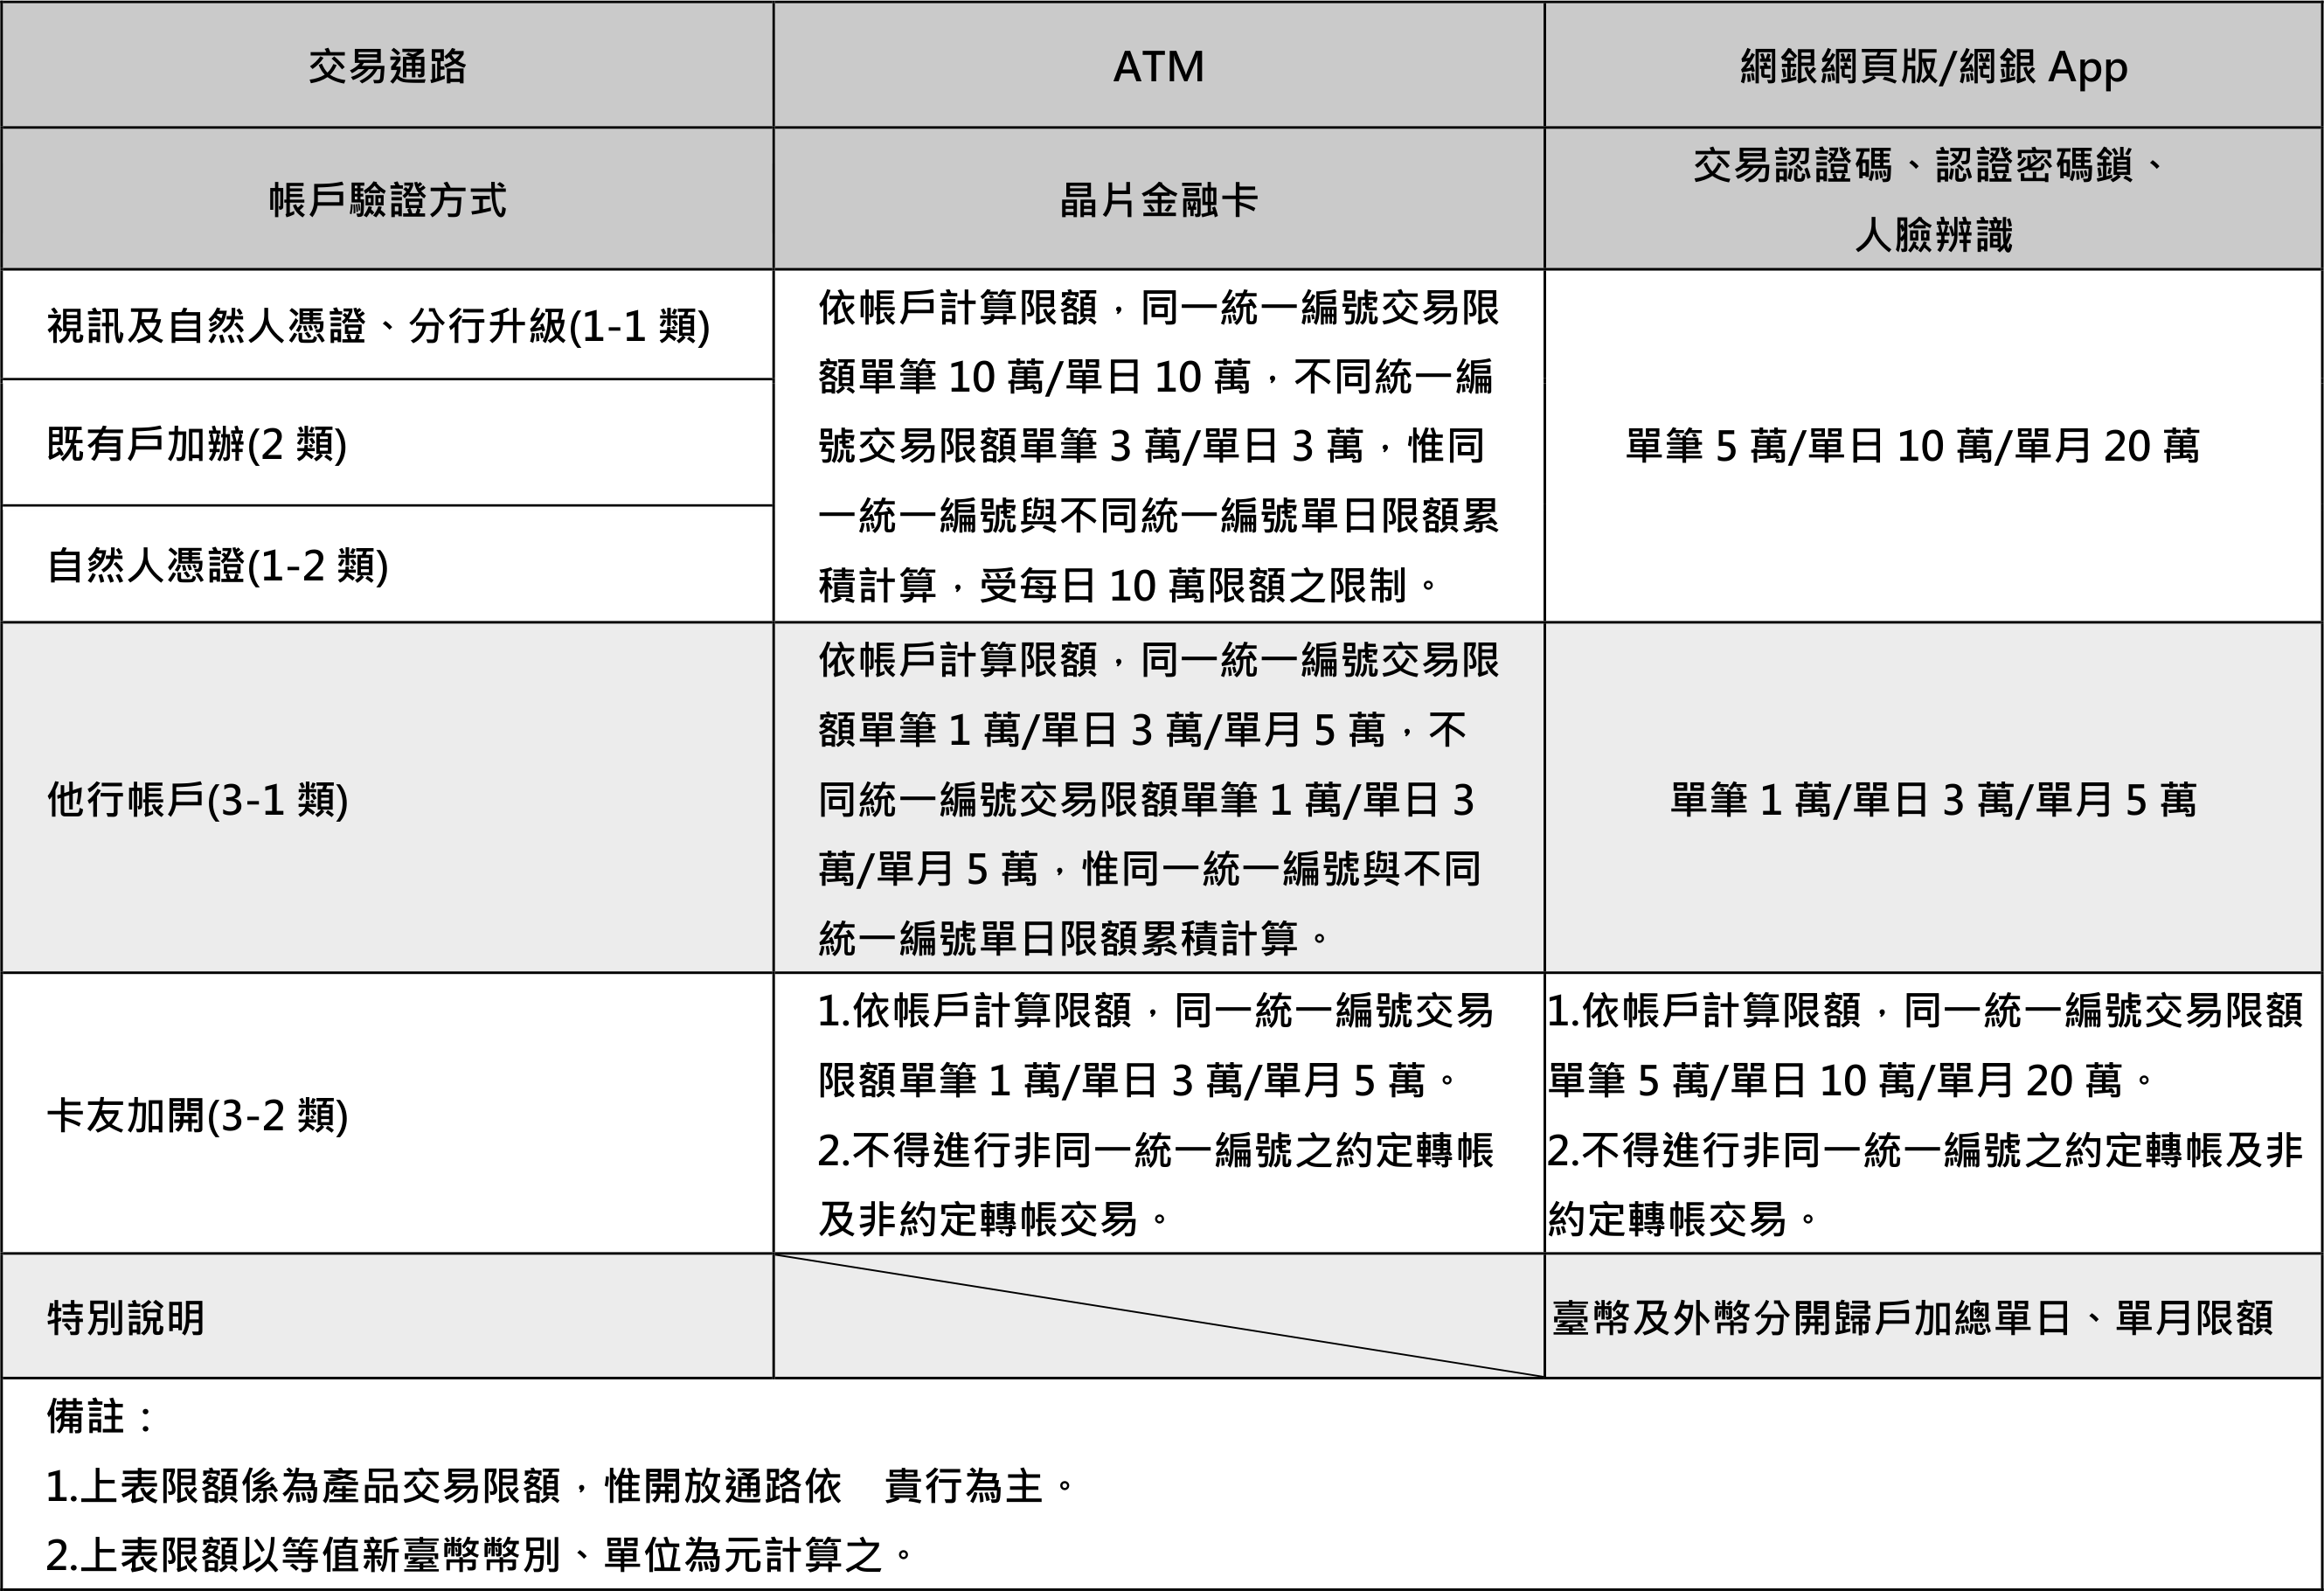 交易通路
ATM
網銀網頁版/網銀 App
帳戶驗證方式
晶片金融卡
交易認證碼、認證密碼鎖、
人臉辨識
視訊及自然人憑證、分行升級(1-1 類)
既有戶加辦(2 類)
自然人憑證(1-2 類)
依帳戶計算限額，同一統一編號交易限
額單筆 10 萬/單日 10 萬，不同統一編
號交易限額單筆 3 萬/單日 3 萬，惟同
一統一編號與不同統一編號單日限額累
積計算，受每日 10 萬限額之限制。
單筆 5 萬/單日 10 萬/單月 20 萬
他行帳戶(3-1 類)
依帳戶計算限額，同一統一編號交易限
額單筆 1 萬/單日 3 萬/單月 5 萬，不
同統一編號交易限額單筆 1 萬/單日 3
萬/單月 5 萬，惟同一統一編號與不同
統一編號單日限額累積計算。
單筆 1 萬/單日 3 萬/單月 5 萬
卡友加開(3-2 類)
1.依帳戶計算限額，同一統一編號交易
限額單筆 1 萬/單日 3 萬/單月 5 萬。
2.不得進行非同一統一編號之約定轉帳
及非約定轉帳交易。
1.依帳戶計算限額，同一統一編號交易限額
單筆 5 萬/單日 10 萬/單月 20 萬。
2.不得進行非同一統一編號之約定轉帳及非
約定轉帳交易。
特別說明
臺幣及外幣分開歸戶加總單日、單月限額
備註：
1.上表限額係為產品交易限額，惟開放通路依　貴行為主。
2.上表限額以等值新臺幣幣別、單位為元計算之。